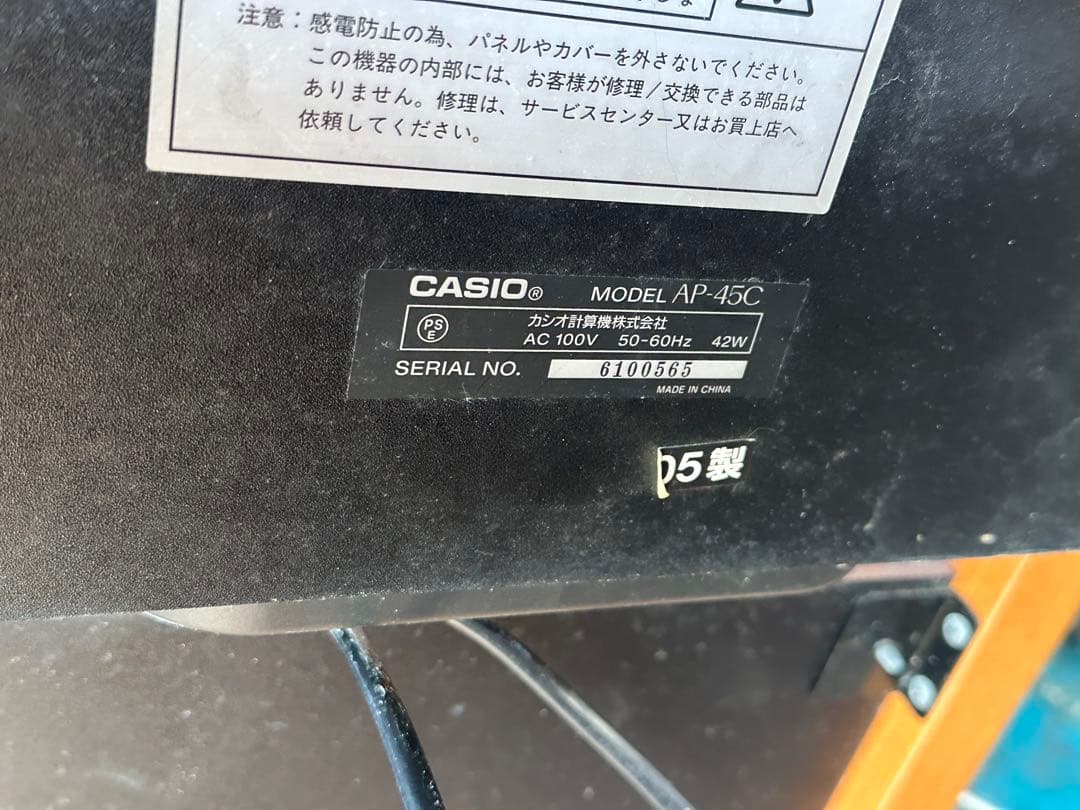 注意：感電防止の為、パネルやカバーを外さないでください。
この機器の内部には、お客様が修理／交換できる部品は
ありません。修理は、サービスセンター又はお買上店へ
依頼してください。
CASIO® MODEL AP-45C
PSE カシオ計算機株式会社
AC 100V 50-60Hz 42W
SERIAL NO. 6100565
MADE IN CHINA
05製